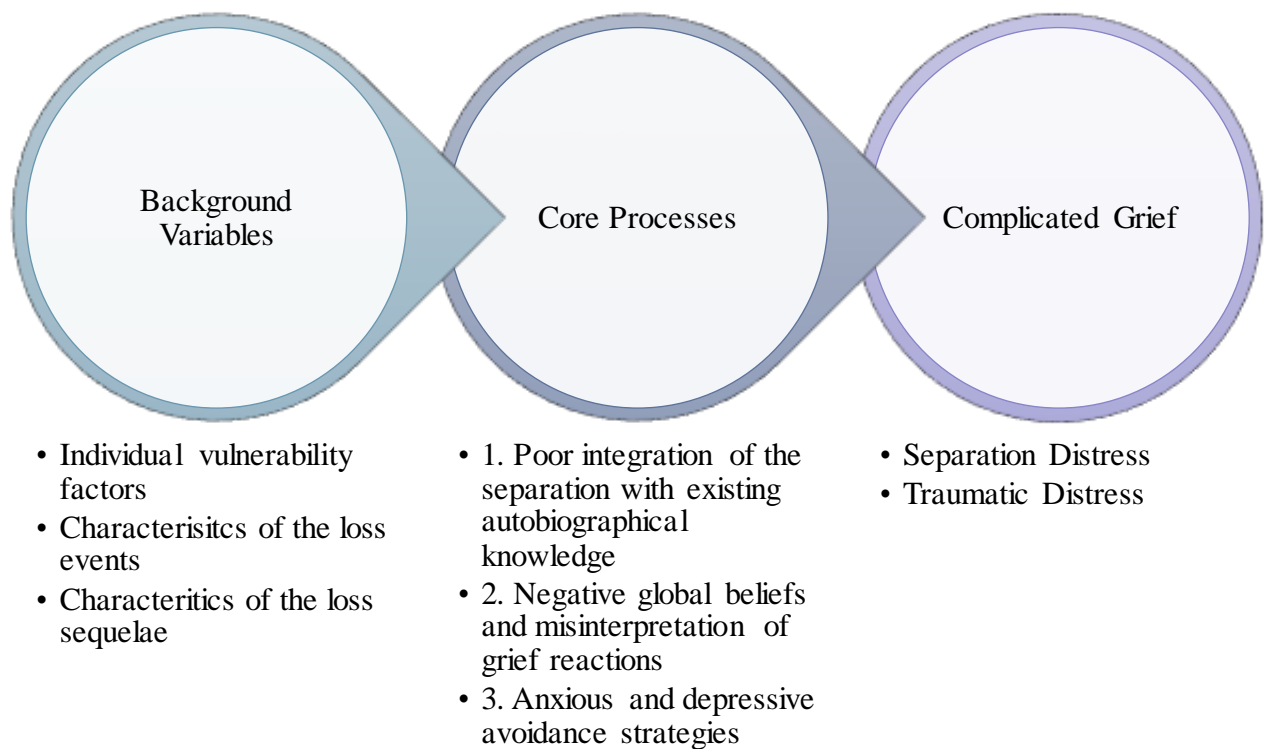 Background
Variables
Core Processes
Complicated Grief
• Individual vulnerability
factors
• Characterisitcs of the loss
events
• Characteritics of the loss
sequelae
• 1. Poor integration of the
separation with existing
autobiographical
knowledge
• 2. Negative global beliefs
and misinterpretation of
grief reactions
• 3. Anxious and depressive
avoidance strategies
• Separation Distress
• Traumatic Distress